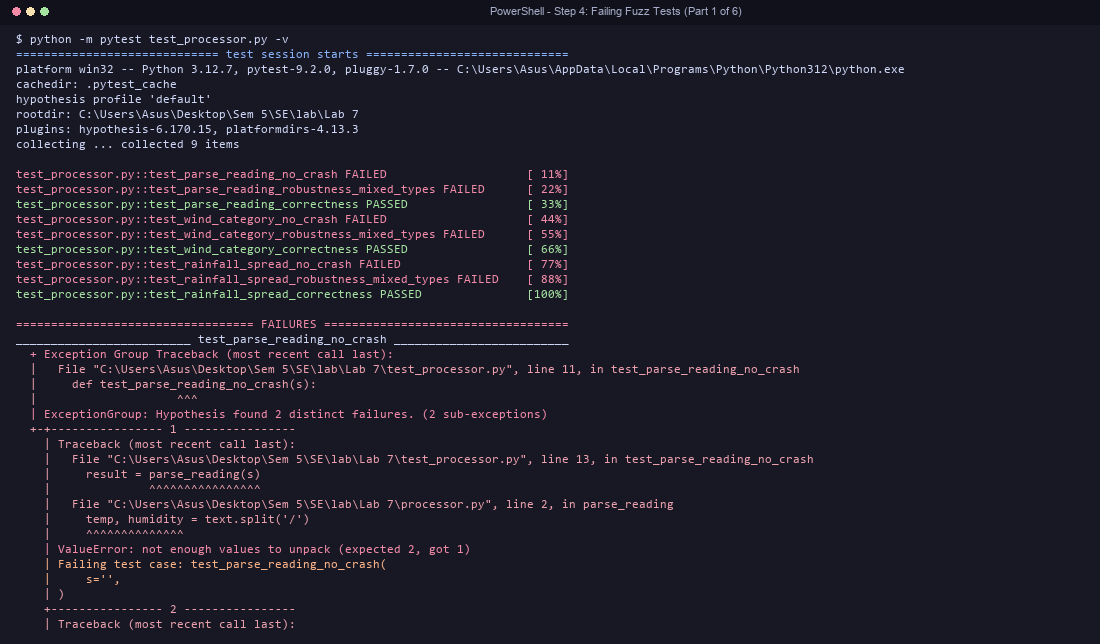 PowerShell - Step 4: Failing Fuzz Tests (Part 1 of 6)
$ python -m pytest test_processor.py -v
============================= test session starts =============================
platform win32 -- Python 3.12.7, pytest-9.2.0, pluggy-1.7.0 -- C:\Users\Asus\AppData\Local\Programs\Python\Python312\python.exe
cachedir: .pytest_cache
hypothesis profile 'default'
rootdir: C:\Users\Asus\Desktop\Sem 5\SE\lab\Lab 7
plugins: hypothesis-6.170.15, platformdirs-4.13.3
collecting ... collected 9 items
test_processor.py::test_parse_reading_no_crash FAILED                    [ 11%]
test_processor.py::test_parse_reading_robustness_mixed_types FAILED      [ 22%]
test_processor.py::test_parse_reading_correctness PASSED                 [ 33%]
test_processor.py::test_wind_category_no_crash FAILED                    [ 44%]
test_processor.py::test_wind_category_robustness_mixed_types FAILED      [ 55%]
test_processor.py::test_wind_category_correctness PASSED                 [ 66%]
test_processor.py::test_rainfall_spread_no_crash FAILED                  [ 77%]
test_processor.py::test_rainfall_spread_robustness_mixed_types FAILED    [ 88%]
test_processor.py::test_rainfall_spread_correctness PASSED               [100%]
================================== FAILURES ===================================
_________________________ test_parse_reading_no_crash _________________________
  + Exception Group Traceback (most recent call last):
  |   File "C:\Users\Asus\Desktop\Sem 5\SE\lab\Lab 7\test_processor.py", line 11, in test_parse_reading_no_crash
  |     def test_parse_reading_no_crash(s):
  |                    ^^^
  | ExceptionGroup: Hypothesis found 2 distinct failures. (2 sub-exceptions)
  +-+---------------- 1 ----------------
    | Traceback (most recent call last):
    |   File "C:\Users\Asus\Desktop\Sem 5\SE\lab\Lab 7\test_processor.py", line 13, in test_parse_reading_no_crash
    |     result = parse_reading(s)
    |              ^^^^^^^^^^^^^^^^
    |   File "C:\Users\Asus\Desktop\Sem 5\SE\lab\Lab 7\processor.py", line 2, in parse_reading
    |     temp, humidity = text.split('/')
    |     ^^^^^^^^^^^^^^
    | ValueError: not enough values to unpack (expected 2, got 1)
    | Failing test case: test_parse_reading_no_crash(
    |     s='',
    | )
    +---------------- 2 ----------------
    | Traceback (most recent call last):